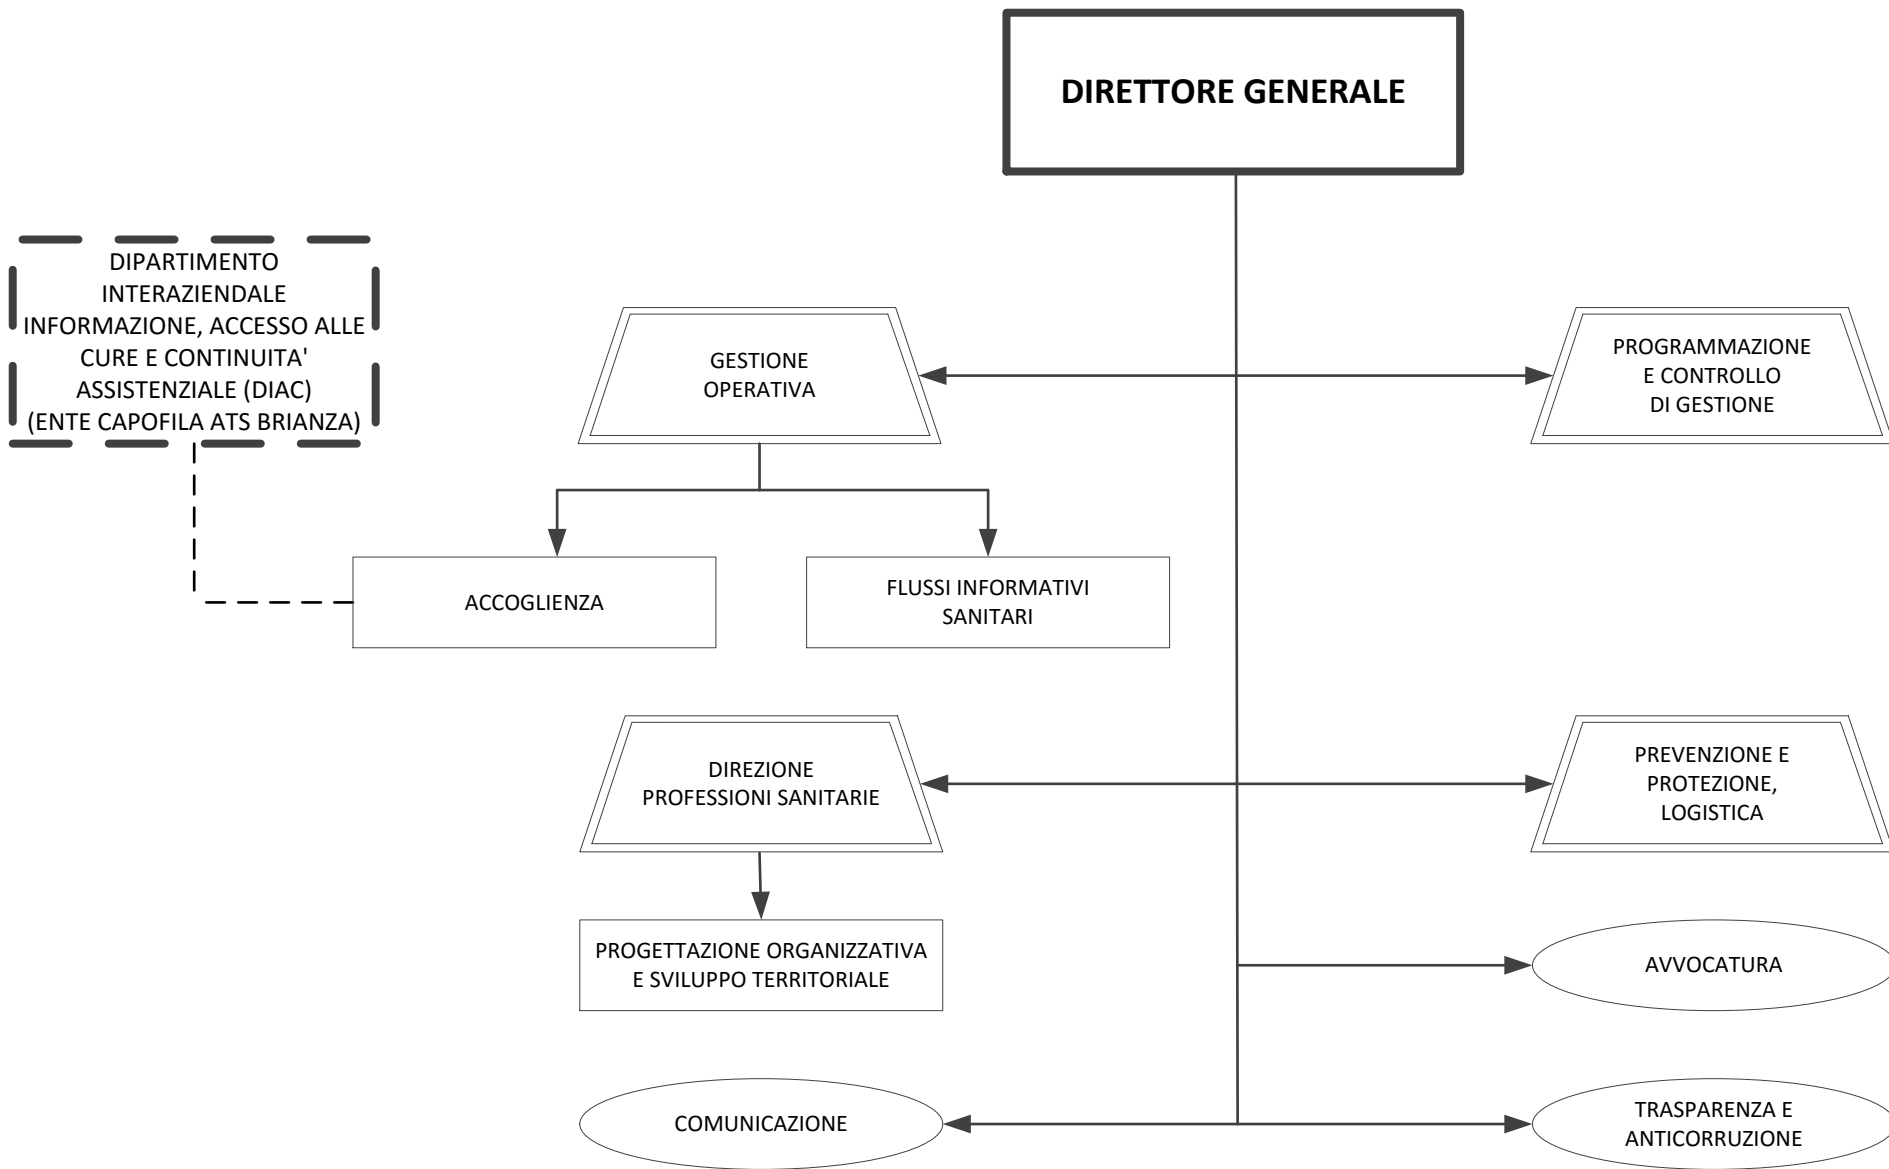 DIRETTORE GENERALE
DIPARTIMENTO
INTERAZIENDALE
INFORMAZIONE, ACCESSO ALLE
CURE E CONTINUITA'
ASSISTENZIALE (DIAC)
(ENTE CAPOFILA ATS BRIANZA)
GESTIONE
OPERATIVA
PROGRAMMAZIONE
E CONTROLLO
DI GESTIONE
ACCOGLIENZA
FLUSSI INFORMATIVI
SANITARI
DIREZIONE
PROFESSIONI SANITARIE
PREVENZIONE E
PROTEZIONE,
LOGISTICA
PROGETTAZIONE ORGANIZZATIVA
E SVILUPPO TERRITORIALE
AVVOCATURA
COMUNICAZIONE
TRASPARENZA E
ANTICORRUZIONE